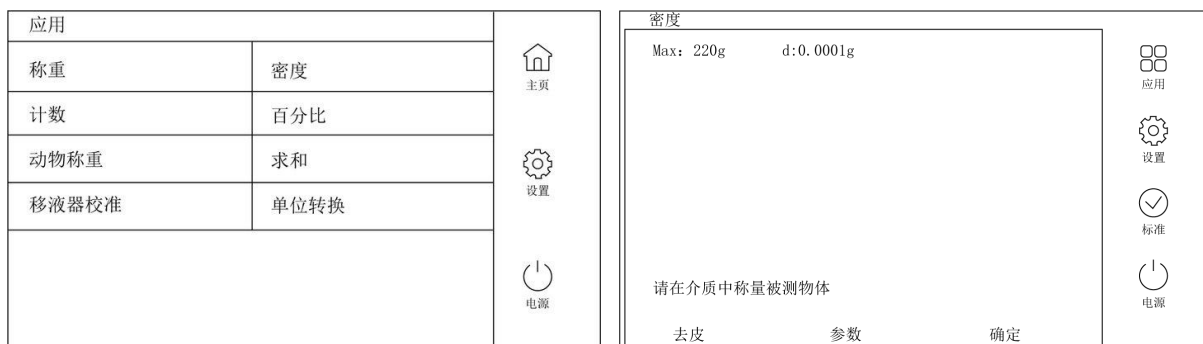 应用
称重 密度
计数 百分比
动物称重 求和
移液器校准 单位转换
主页
设置
电源
密度
Max: 220g d:0.0001g
请在介质中称量被测物体
去皮 参数 确定
应用
设置
标准
电源